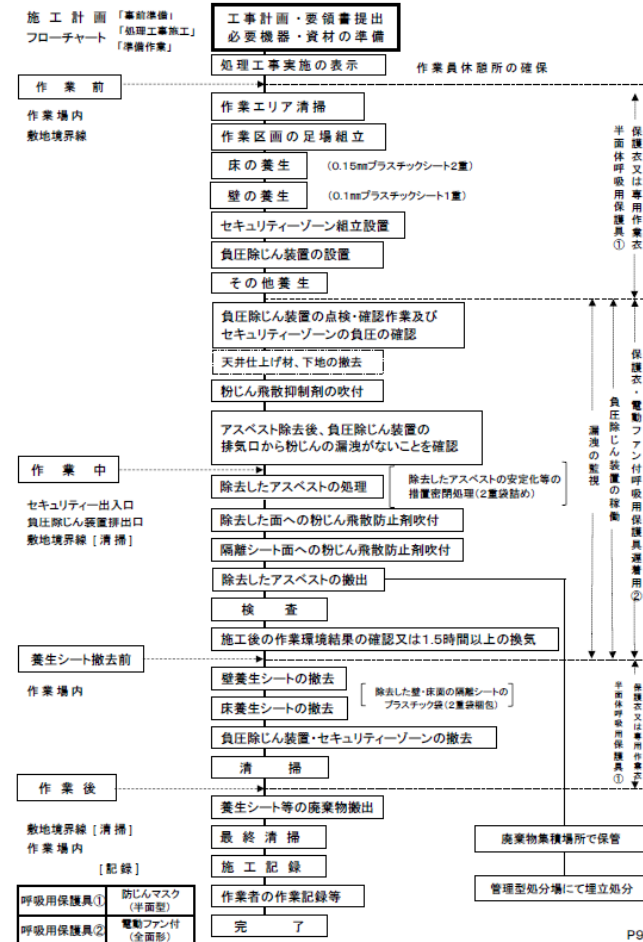 施工計画
フローチャート
「事前準備」
「処理工事施工」
「準備作業」
工事計画・要領書提出
必要機器・資材の準備
処理工事実施の表示
作業員休憩所の確保
作業前
作業場内
敷地境界線
作業エリア清掃
作業区画の足場組立
床の養生
(0.15㎜プラスチックシート2重)
壁の養生
(0.1㎜プラスチックシート1重)
セキュリティーゾーン組立設置
負圧除じん装置の設置
その他養生
保護衣又は専用作業衣
半面体呼吸用保護具①
負圧除じん装置の点検・確認作業及び
セキュリティーゾーンの負圧の確認
天井仕上げ材、下地の撤去
粉じん飛散抑制剤の吹付
アスベスト除去後、負圧除じん装置の
排気口から粉じんの漏洩がないことを確認
作業中
セキュリティー出入口
負圧除じん装置排出口
敷地境界線[清掃]
除去したアスベストの処理
除去したアスベストの安定化等の
措置密閉処理(2重袋詰め)
除去した面への粉じん飛散防止剤吹付
隔離シート面への粉じん飛散防止剤吹付
除去したアスベストの搬出
検査
施工後の作業環境結果の確認又は1.5時間以上の換気
保護衣・電動ファン付呼吸用保護具遅着用②
負圧除じん装置の稼働
漏洩の監視
養生シート撤去前
作業場内
壁養生シートの撤去
床養生シートの撤去
除去した壁・床面の隔離シートの
プラスチック袋(2重袋梱包)
負圧除じん装置・セキュリティーゾーンの撤去
清掃
保護衣又は専用作業衣
半面体呼吸用保護具①
作業後
敷地境界線[清掃]
作業場内
[記録]
養生シート等の廃棄物搬出
最終清掃
施工記録
作業者の作業記録等
完了
廃棄物集積場所で保管
管理型処分場にて埋立処分
呼吸用保護具① 防じんマスク
(半面型)
呼吸用保護具② 電動ファン付
(全面形)
P9